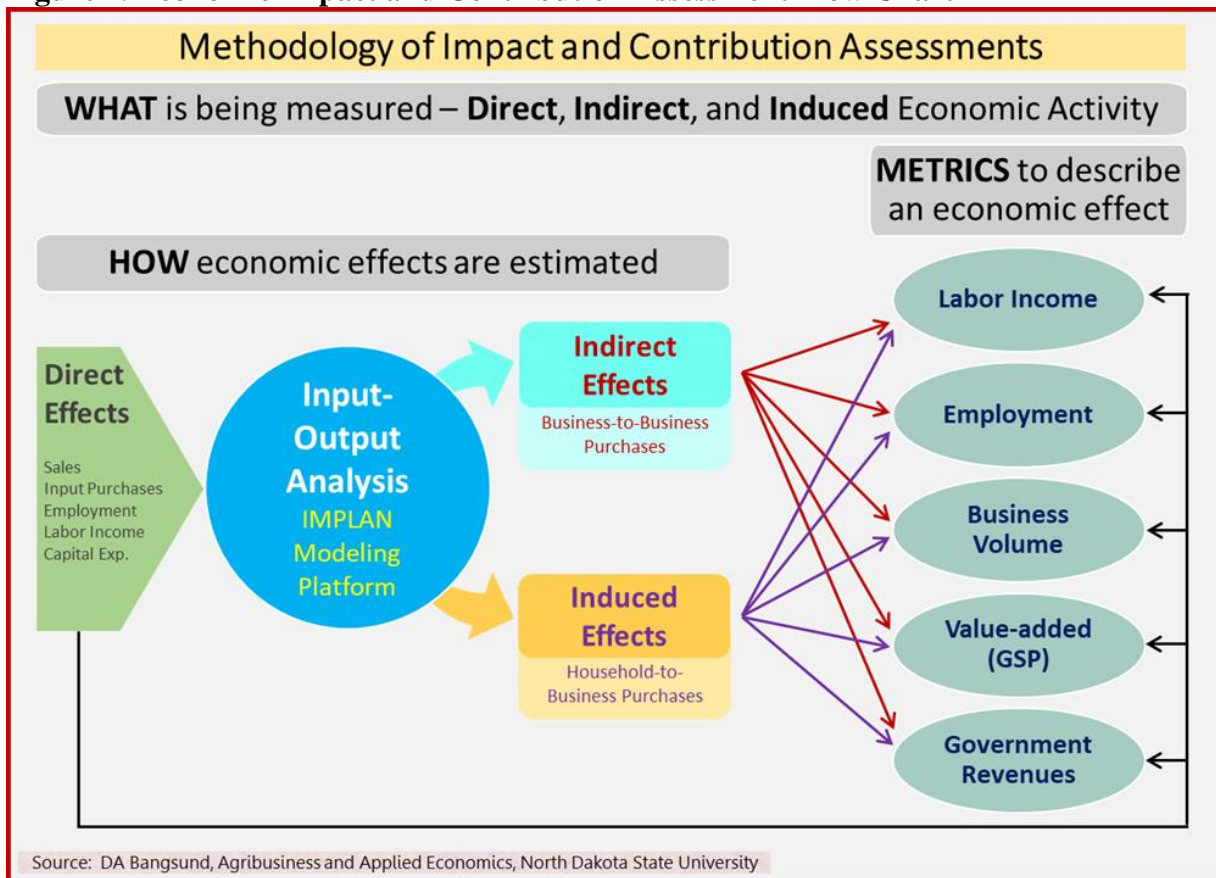 Methodology of Impact and Contribution Assessments
WHAT is being measured – Direct, Indirect, and Induced Economic Activity
METRICS to describe
an economic effect
HOW economic effects are estimated
Direct
Effects
Sales
Input Purchases
Employment
Labor Income
Capital Exp.
Input-
Output
Analysis
IMPLAN
Modeling
Platform
Indirect
Effects
Business-to-Business
Purchases
Induced
Effects
Household-to-
Business Purchases
Labor Income
Employment
Business
Volume
Value-added
(GSP)
Government
Revenues
Source: DA Bangsund, Agribusiness and Applied Economics, North Dakota State University